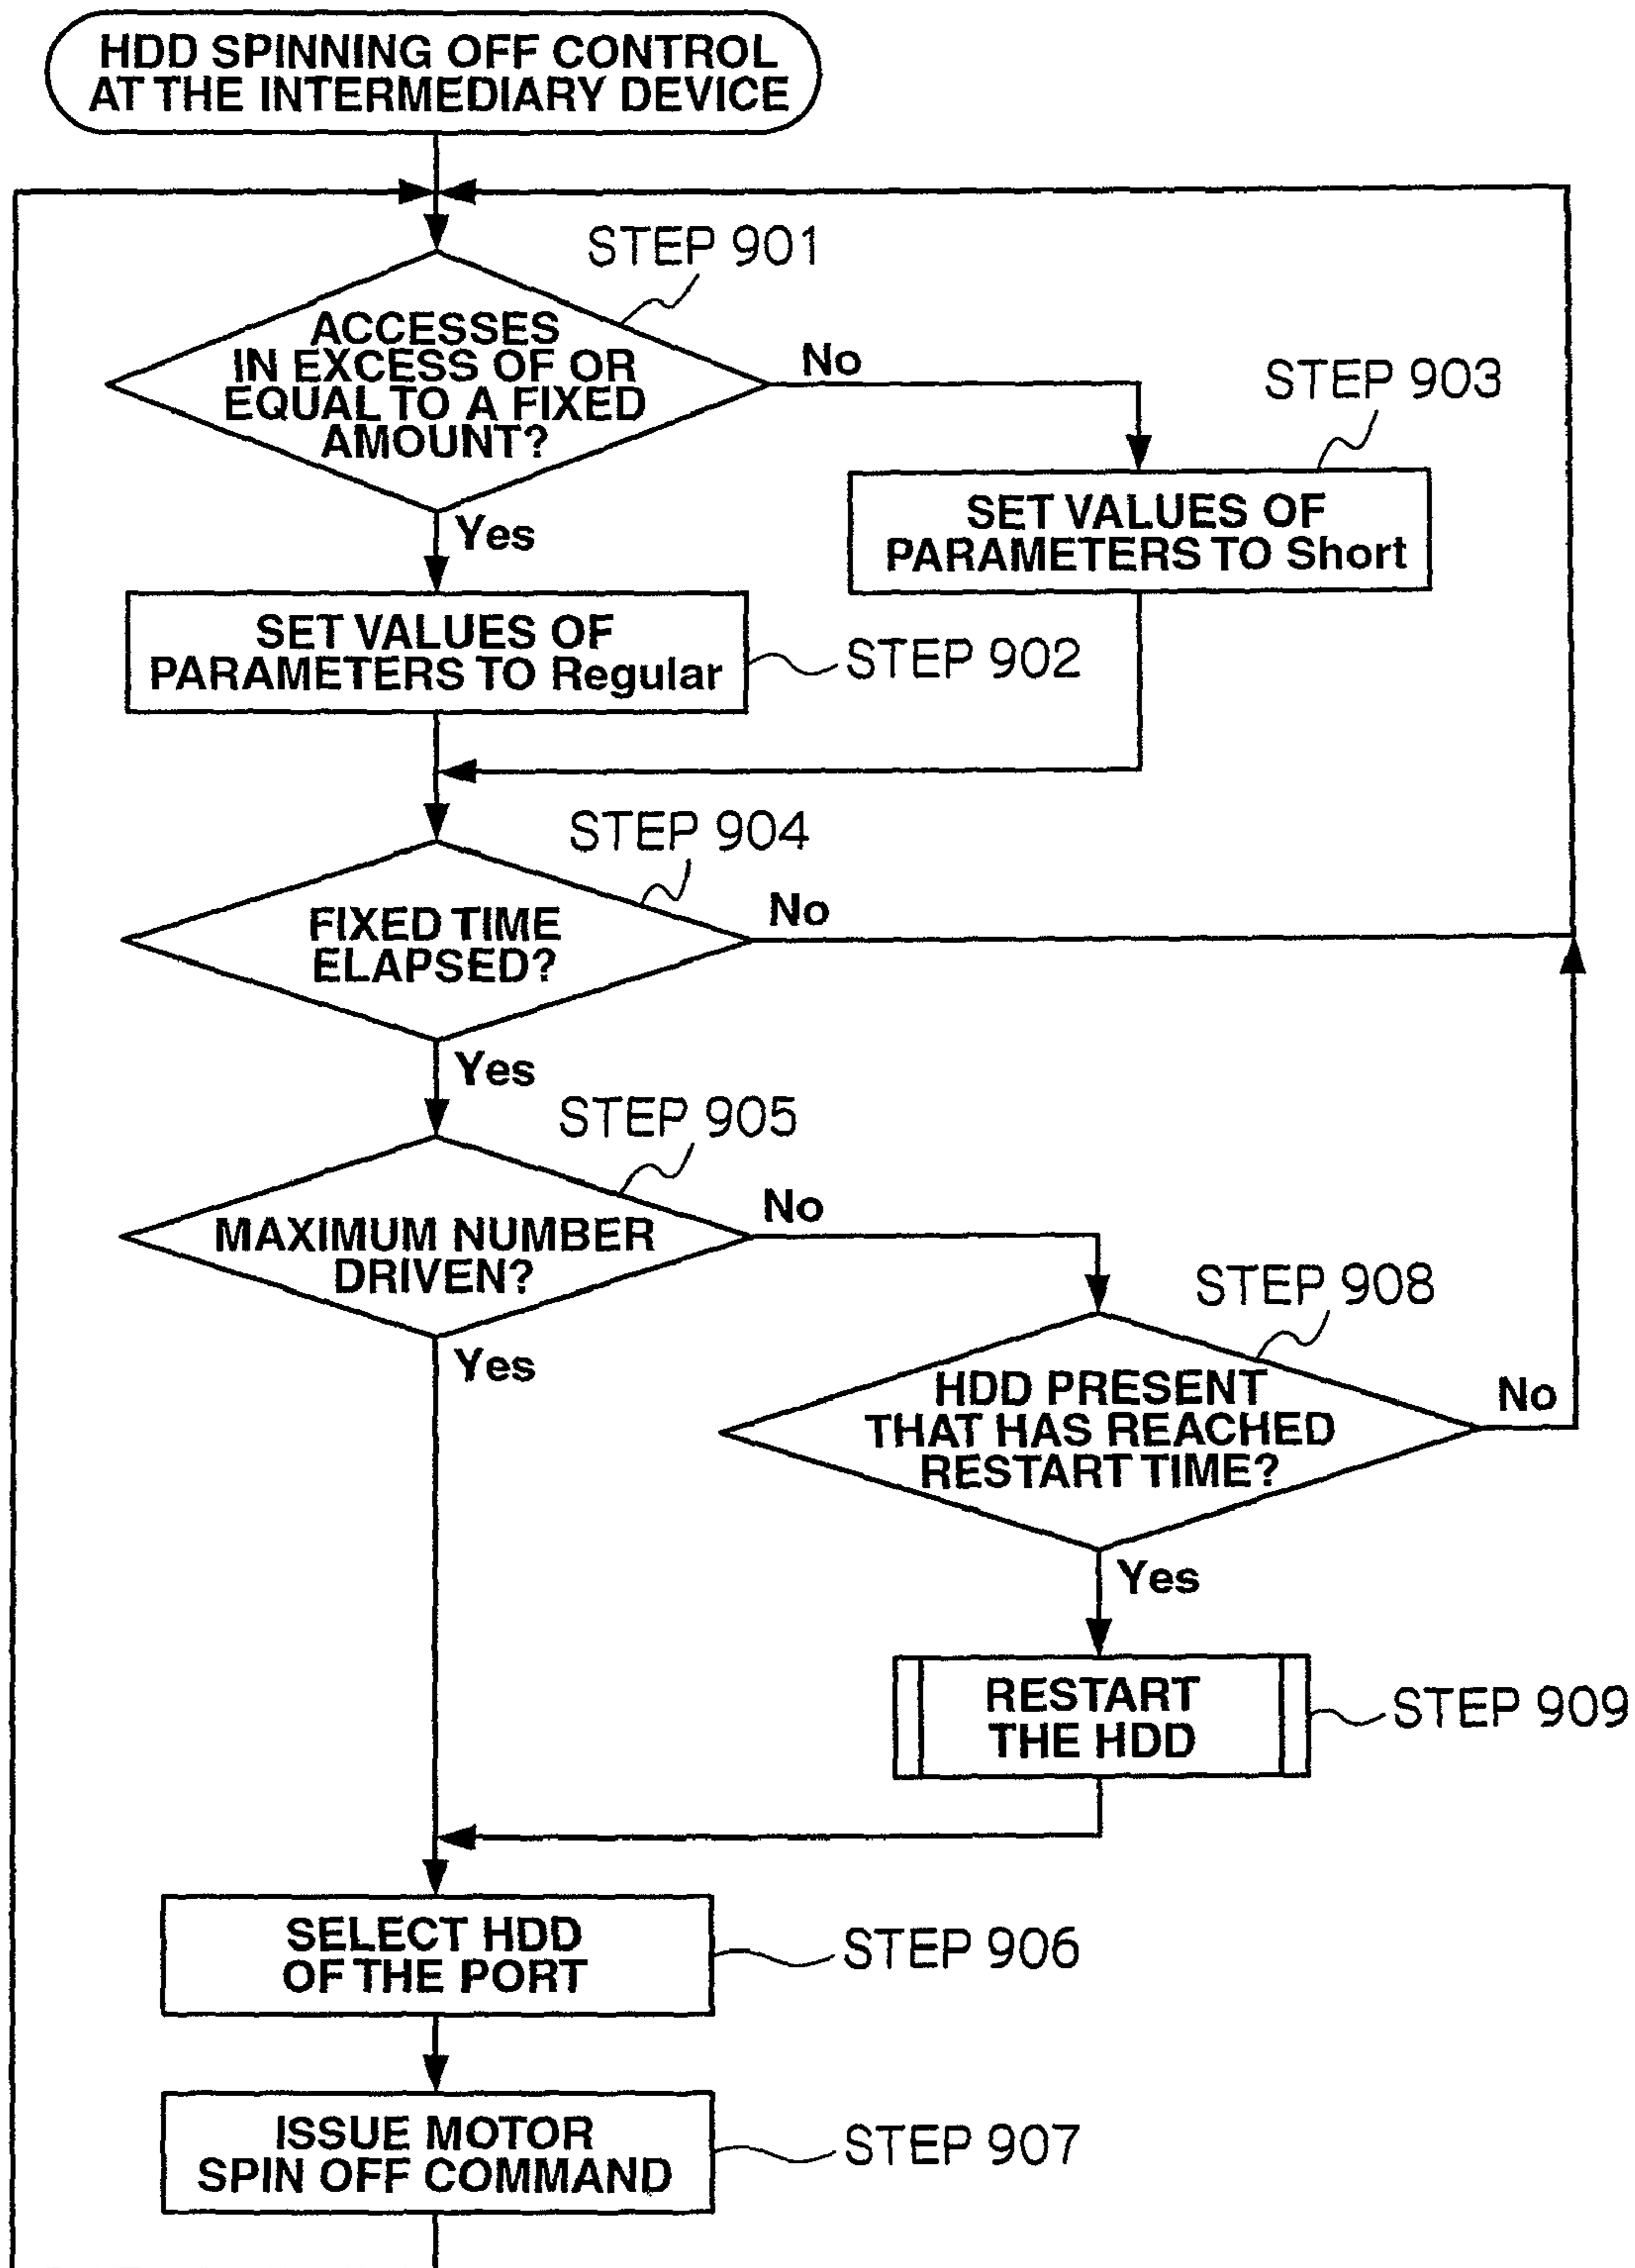 HDD SPINNING OFF CONTROL
AT THE INTERMEDIARY DEVICE
STEP 901
ACCESSES
IN EXCESS OF OR
EQUAL TO A FIXED
AMOUNT?
No
STEP 903
SET VALUES OF
PARAMETERS TO Short
Yes
SET VALUES OF
PARAMETERS TO Regular
STEP 902
STEP 904
FIXED TIME
ELAPSED?
No
Yes
STEP 905
MAXIMUM NUMBER
DRIVEN?
No
STEP 908
Yes
HDD PRESENT
THAT HAS REACHED
RESTART TIME?
No
Yes
RESTART
THE HDD
STEP 909
SELECT HDD
OF THE PORT
STEP 906
ISSUE MOTOR
SPIN OFF COMMAND
STEP 907